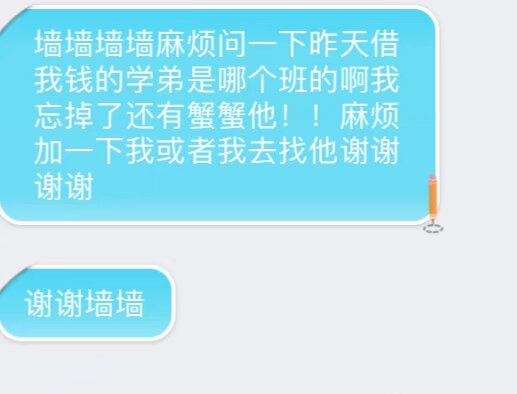 墙墙墙墙麻烦问一下昨天借
我钱的学弟是哪个班的啊我
忘掉了还有蟹蟹他！！麻烦
加一下我或者我去找他谢谢
谢谢
谢谢墙墙